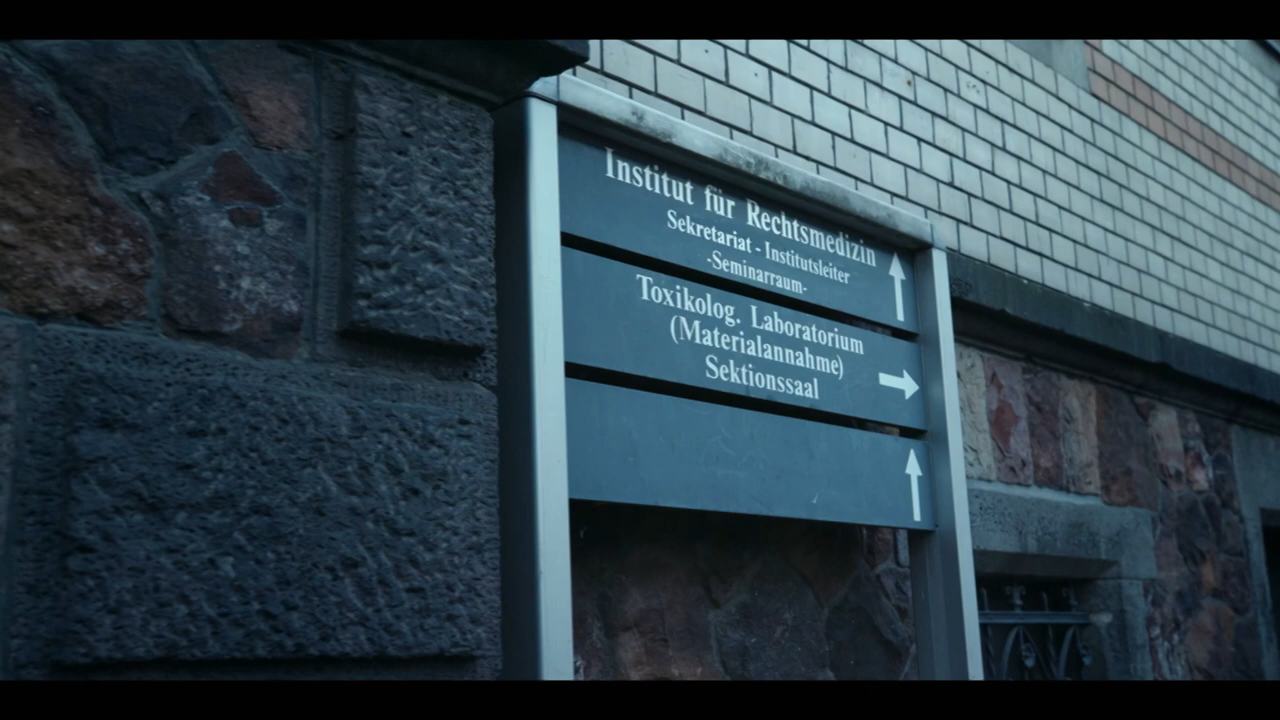 Institut für Rechtsmedizin
Sekretariat - Institutsleiter
-Seminarraum-
Toxikolog. Laboratorium
(Materialannahme)
Sektionssaal